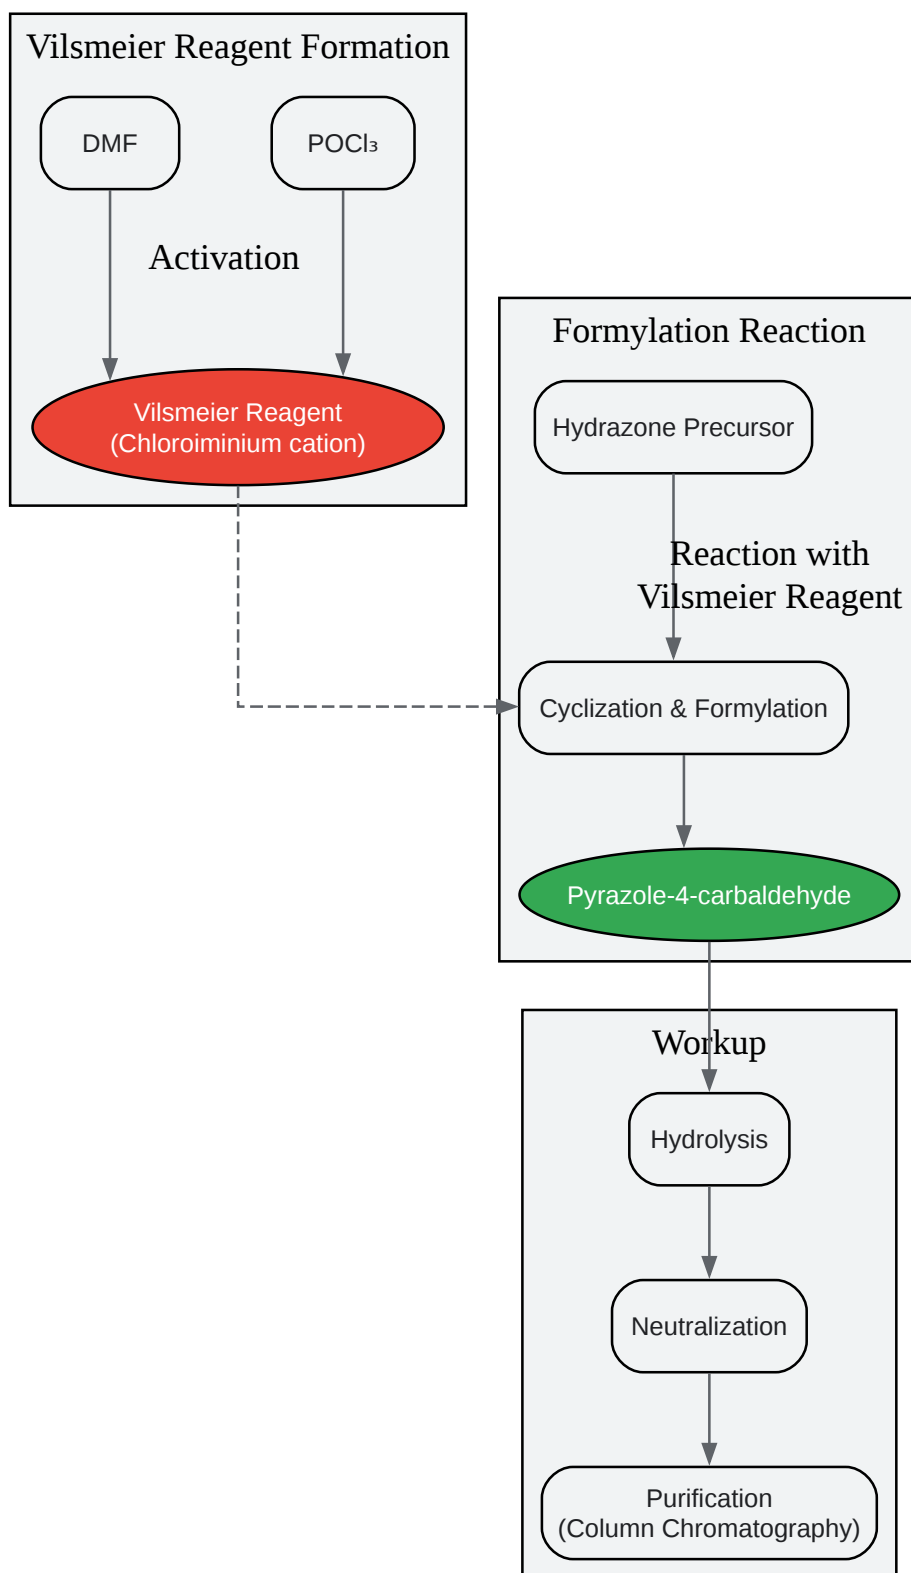 Vilsmeier Reagent Formation
DMF
POCl₃
Activation
Vilsmeier Reagent
(Chloroiminium cation)
Formylation Reaction
Hydrazone Precursor
Reaction with
Vilsmeier Reagent
Cyclization & Formylation
Pyrazole-4-carbaldehyde
Workup
Hydrolysis
Neutralization
Purification
(Column Chromatography)